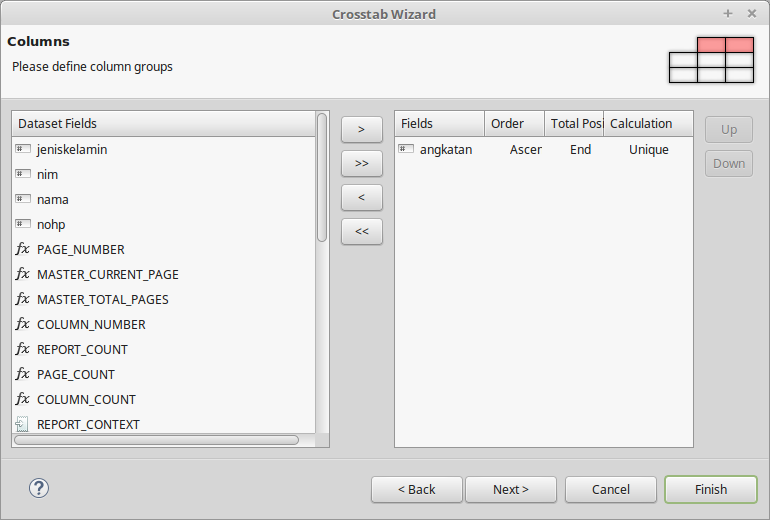 Crosstab Wizard
Columns
Please define column groups
Dataset Fields
jeniskelamin
nim
nama
nohp
fx PAGE_NUMBER
fx MASTER_CURRENT_PAGE
fx MASTER_TOTAL_PAGES
fx COLUMN_NUMBER
fx REPORT_COUNT
fx PAGE_COUNT
fx COLUMN_COUNT
REPORT_CONTEXT
>
>>
<
<<
Fields Order Total Posi Calculation
angkatan Ascer End Unique
Up
Down
? < Back Next > Cancel Finish